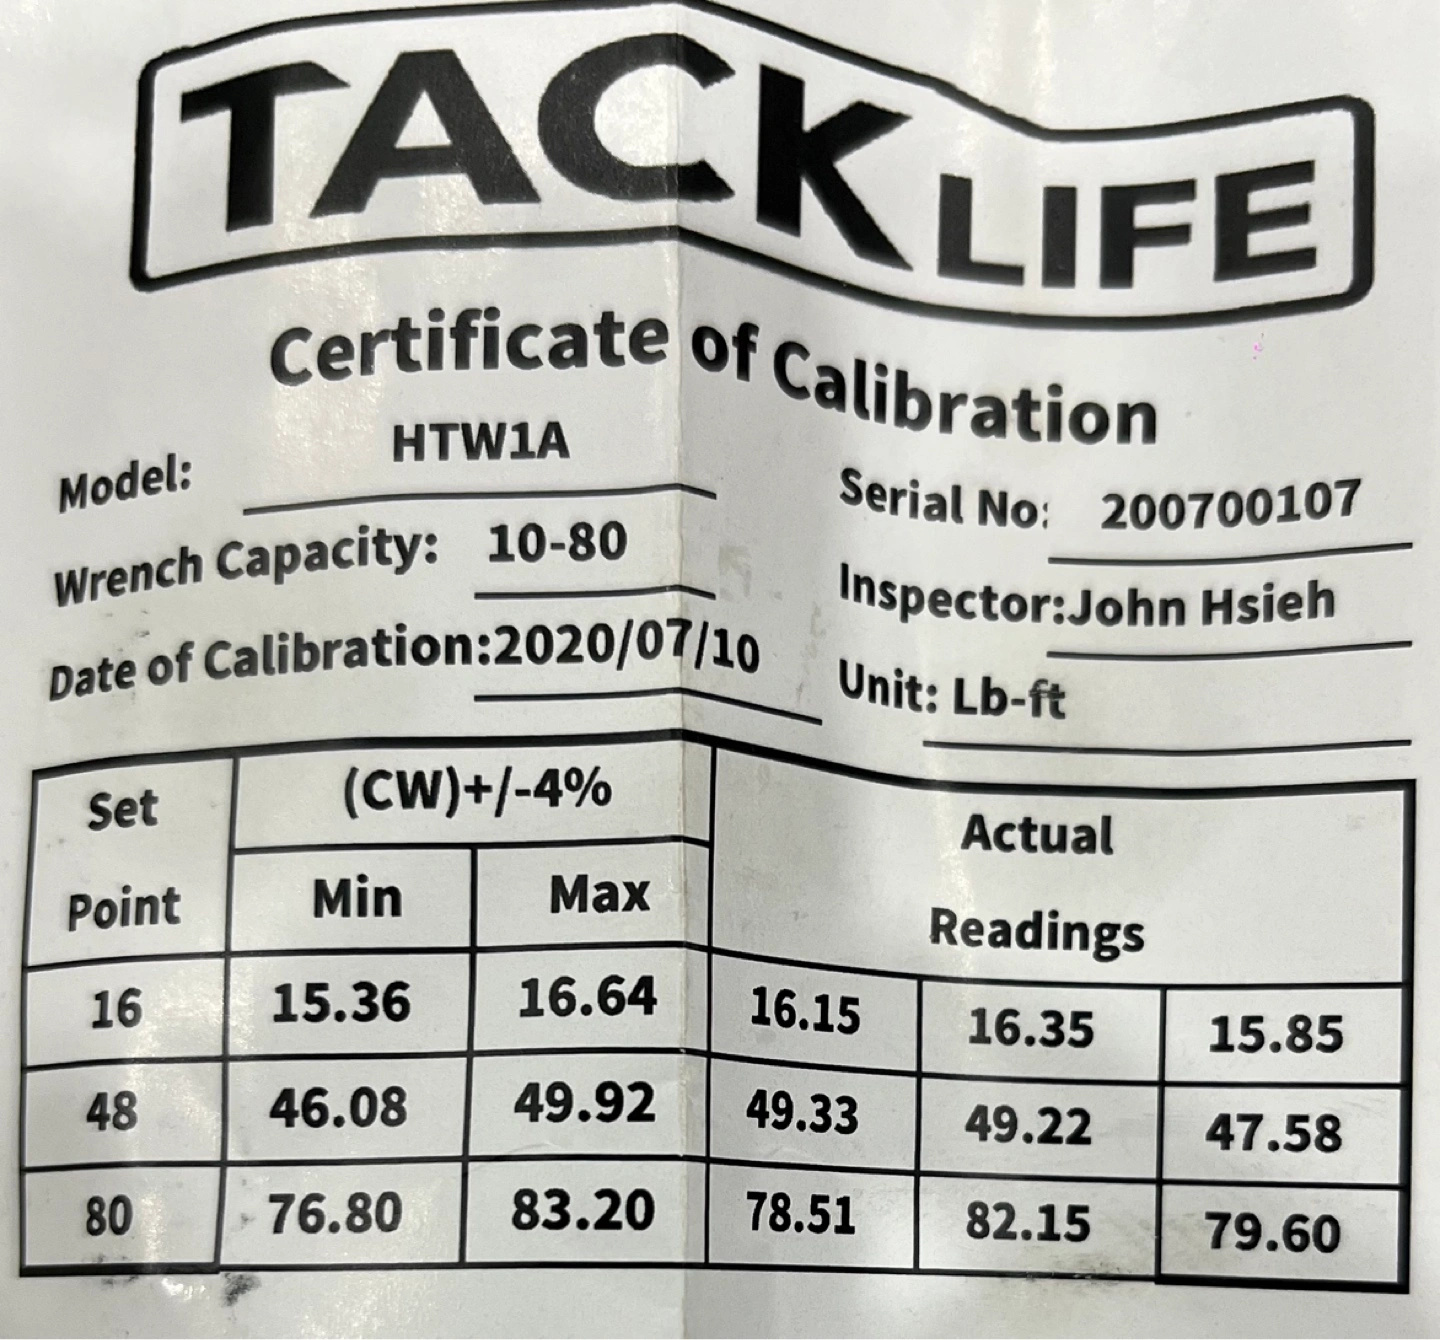 TACKLIFE
Certificate of Calibration
Model: HTW1A
Serial No: 200700107
Wrench Capacity: 10-80
Inspector:John Hsieh
Date of Calibration:2020/07/10
Unit: Lb-ft
Set Point (CW)+/-4% Actual Readings
Min Max
16 15.36 16.64 16.15 16.35 15.85
48 46.08 49.92 49.33 49.22 47.58
80 76.80 83.20 78.51 82.15 79.60